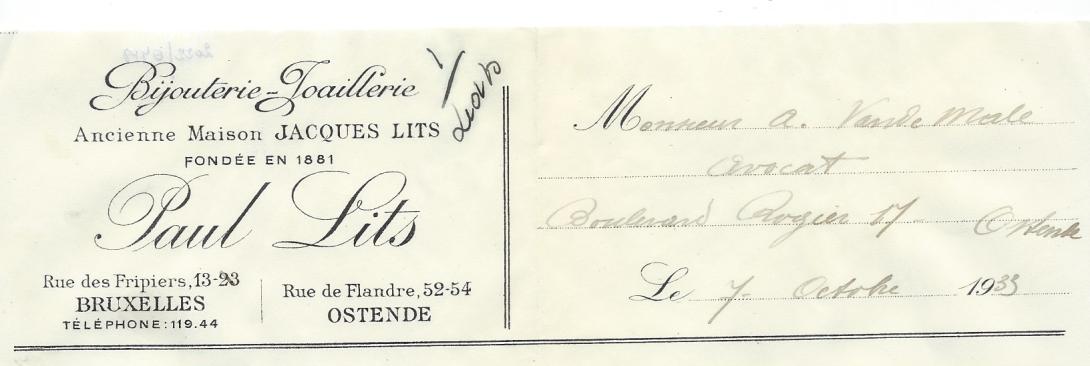 Bijouterie-Joaillerie
Ancienne Maison JACQUES LITS
FONDÉE EN 1881
Paul Lits
Rue des Fripiers, 13-23
BRUXELLES
TÉLÉPHONE: 119.44
Rue de Flandre, 52-54
OSTENDE
Monsieur A. Vande Male
Avocat
Boulevard Rogier 17 Ostende
Le 7 Octobre 1933